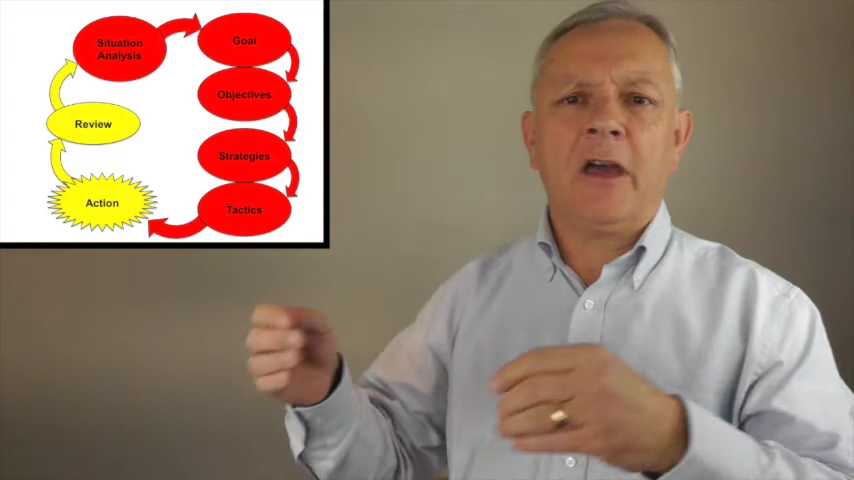 Situation
Analysis
Goal
Objectives
Strategies
Tactics
Action
Review